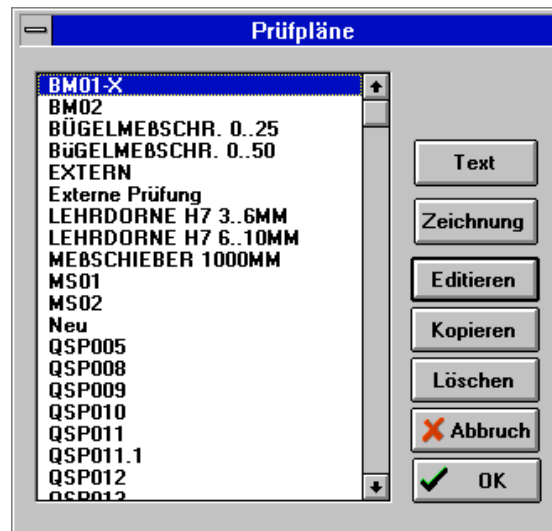 Prüfpläne
BM01-X
BM02
BÜGELMEßSCHR. 0..25
BüGELMEßSCHR. 0..50
EXTERN
Externe Prüfung
LEHRDORNE H7 3..6MM
LEHRDORNE H7 6..10MM
MEßSCHIEBER 1000MM
MS01
MS02
Neu
QSP005
QSP008
QSP009
QSP010
QSP011
QSP011.1
QSP012
QSP013
Text
Zeichnung
Editieren
Kopieren
Löschen
Abbruch
OK